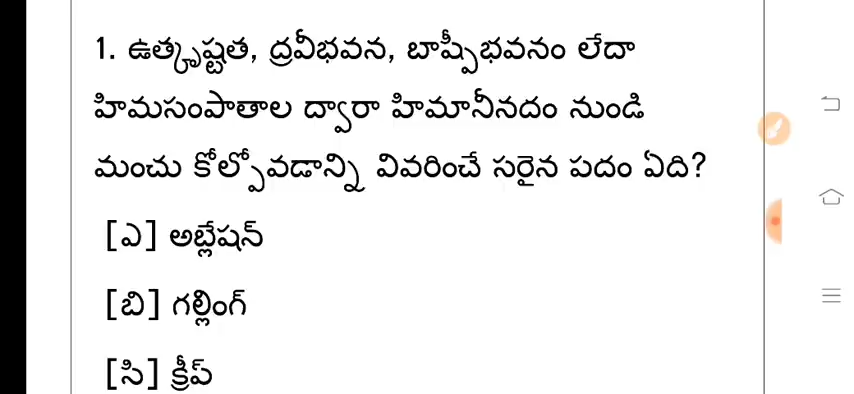 1. ఉత్కృష్టత, ద్రవీభవన, బాష్పీభవనం లేదా
హిమసంపాతాల ద్వారా హిమానీనదం నుండి
మంచు కోల్పోవడాన్ని వివరించే సరైన పదం ఏది?
[ఎ] అబ్లేషన్
[బి] గల్లింగ్
[సి] క్రీప్